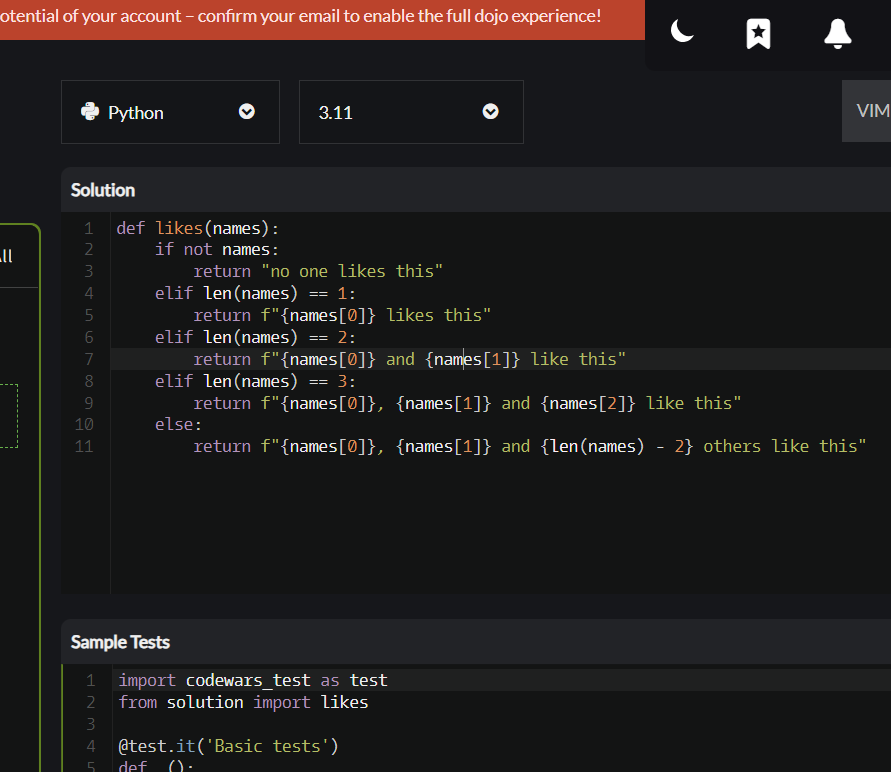 otential of your account – confirm your email to enable the full dojo experience!
Python
3.11
VIM
Solution
1 def likes(names):
2     if not names:
3         return "no one likes this"
4     elif len(names) == 1:
5         return f"{names[0]} likes this"
6     elif len(names) == 2:
7         return f"{names[0]} and {names[1]} like this"
8     elif len(names) == 3:
9         return f"{names[0]}, {names[1]} and {names[2]} like this"
10     else:
11         return f"{names[0]}, {names[1]} and {len(names) - 2} others like this"
Sample Tests
1 import codewars_test as test
2 from solution import likes
3
4 @test.it('Basic tests')
5 def _():